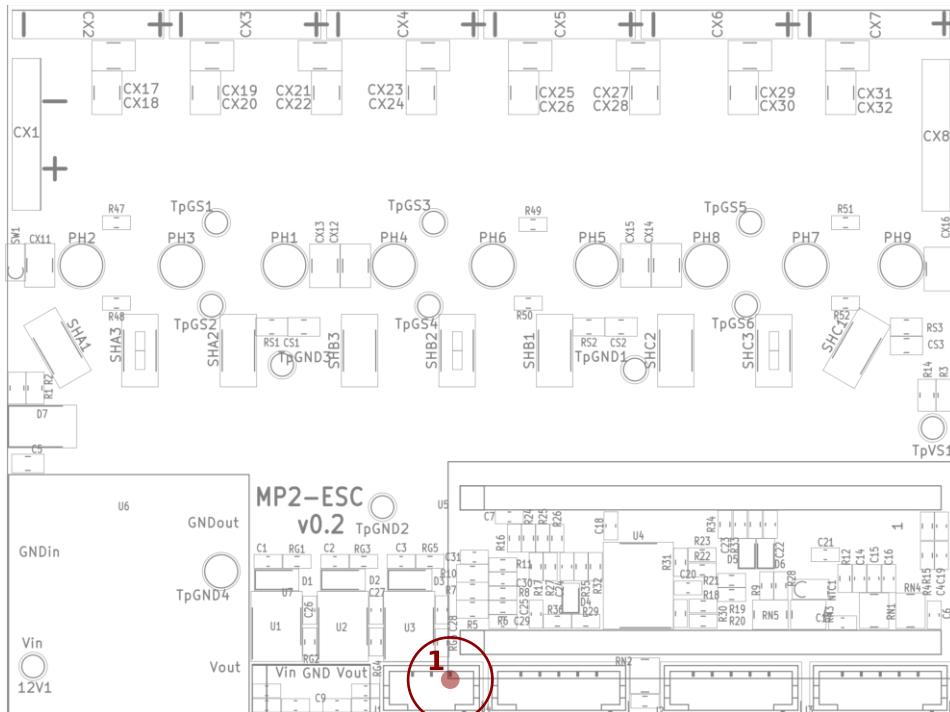 CX2 CX3 CX4 CX5 CX6 CX7
CX17 CX19 CX21 CX23 CX25 CX27 CX29 CX31
CX18 CX20 CX22 CX24 CX26 CX28 CX30 CX32
CX1 CX8
TpGS1 TpGS3 TpGS5
R47 R49 R51
SW1 CX11 CX13 CX12 CX15 CX14 CX16
PH2 PH3 PH1 PH4 PH6 PH5 PH8 PH7 PH9
R48 R50 R52
TpGS2 TpGS4 TpGS6
SHA1 SHA3 SHA2 SHB3 SHB2 SHB1 SHC2 SHC3 SHC1
RS1 CS1 RS2 CS2 RS3
TpGND3 TpGND1 CS3
R1 R2 R14 R3
D7
TpVS1
C5
MP2-ESC
v0.2
U6 U5
GNDout TpGND2
GNDin
C7 R24 R25 R26 C18 R34 1
R16 U4 C23 R33 C22 C21
C1 RG1 C2 RG3 C3 RG5 C31 R11 R31 R23 R22 D5 D6 R12 C14 C15 C16
TpGND4 D1 D2 D3 R10 C30 R17 R27 C24 R35 R32 C20 R21 R9 R28 NTC1 RN4 R4 R15 C4 C19
U7 R7 R8 D4 R18
U1 C26 U2 C27 U3 C28 C25 R36 R29 R30 R19 RN5 RN3 RN1 C6
R5 R6 C29 R20
Vin RG2 RG4 RN2
Vout Vin GND Vout
12V1 1
C9